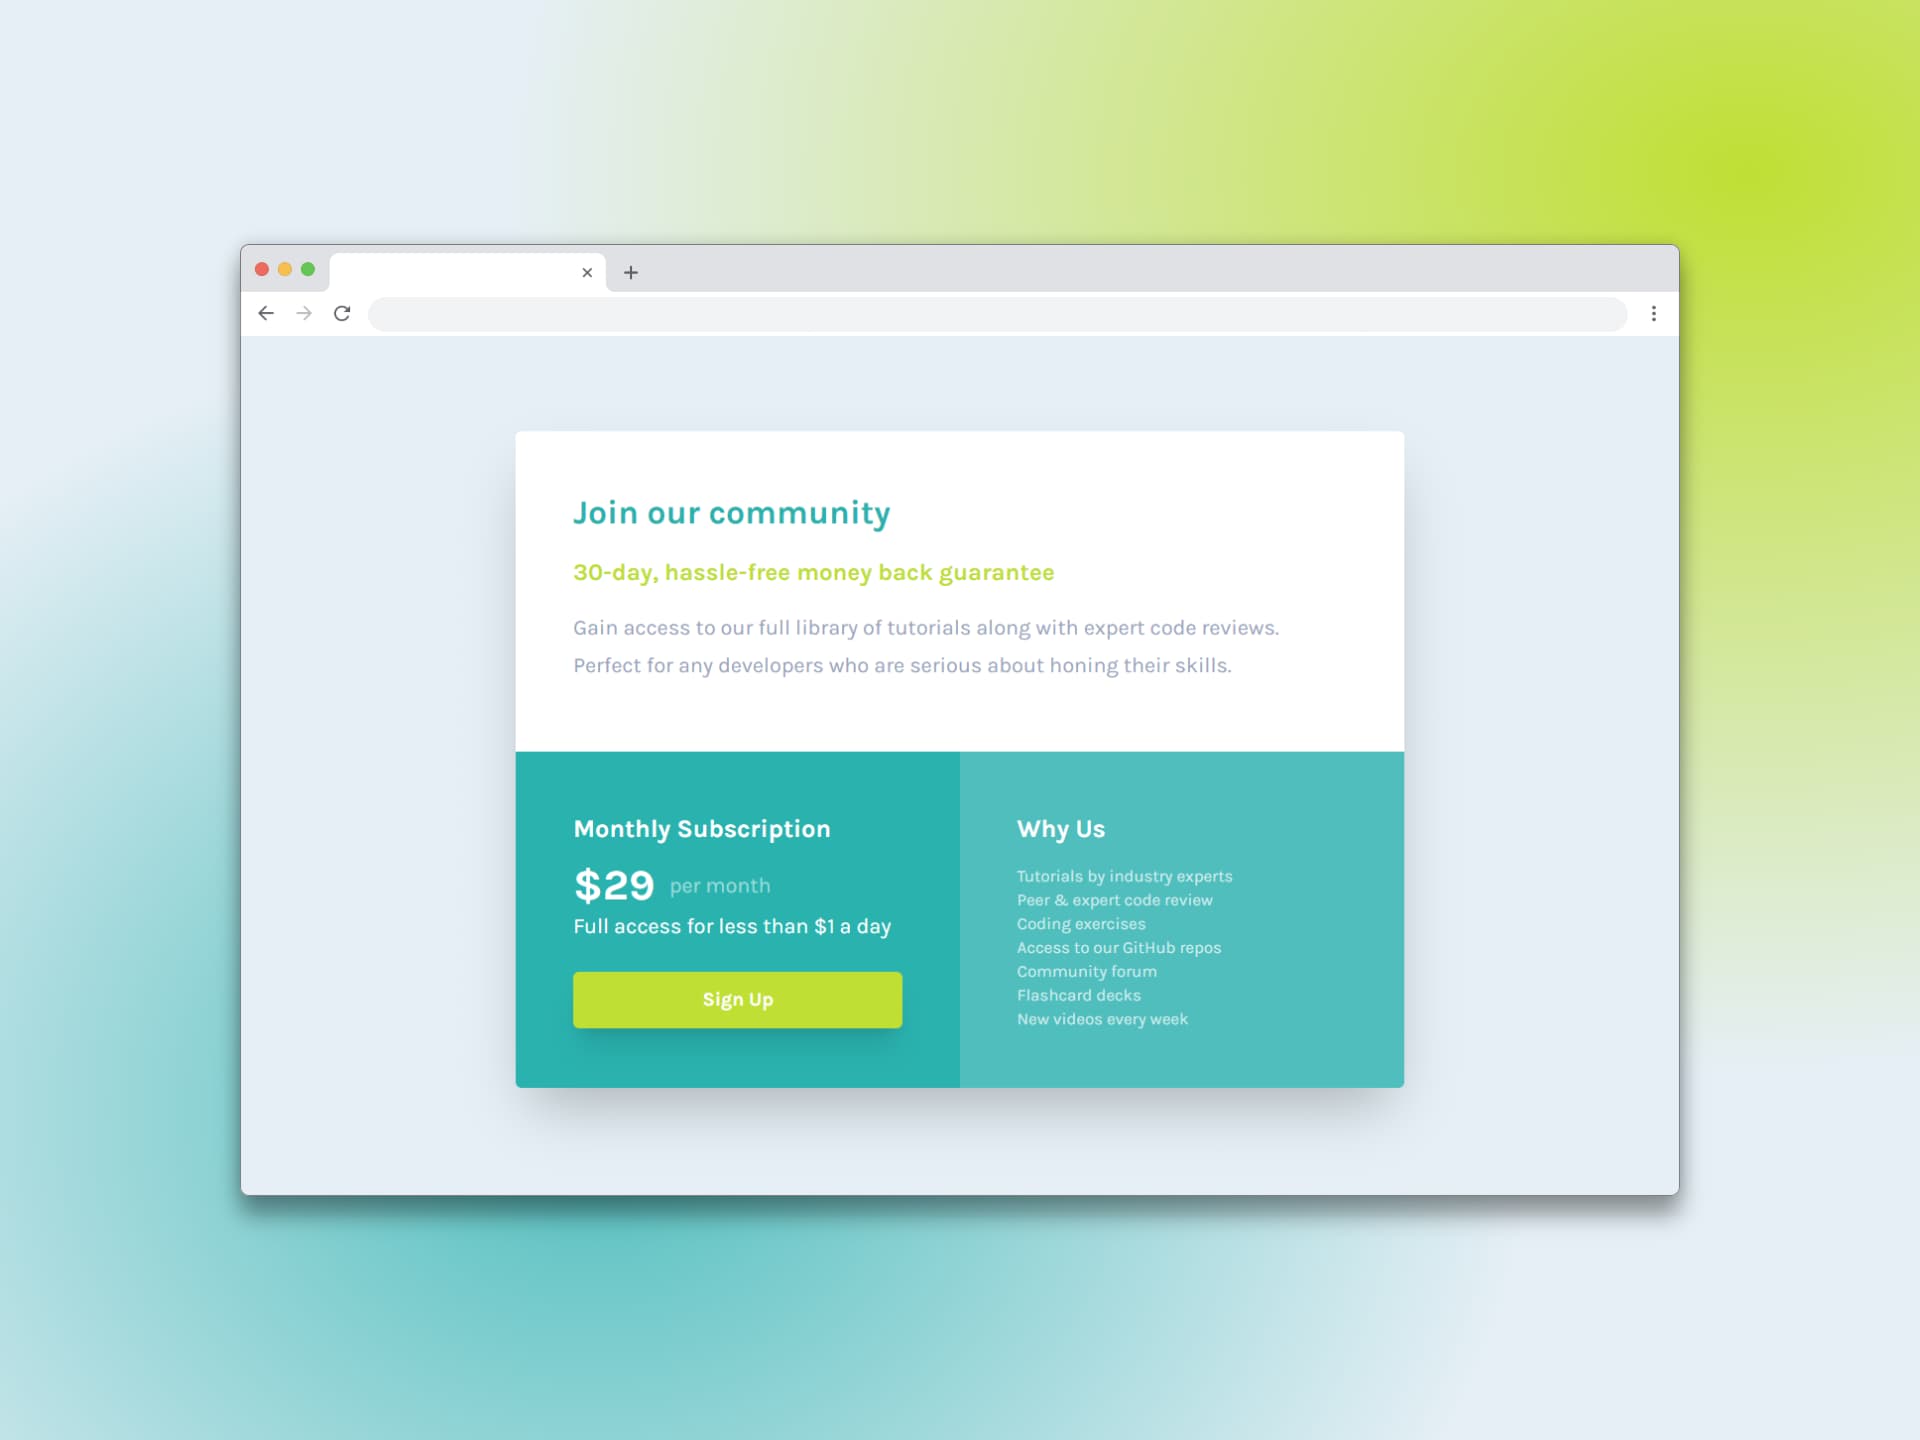 Join our community
30-day, hassle-free money back guarantee
Gain access to our full library of tutorials along with expert code reviews.
Perfect for any developers who are serious about honing their skills.
Monthly Subscription
$29 per month
Full access for less than $1 a day
Sign Up
Why Us
Tutorials by industry experts
Peer & expert code review
Coding exercises
Access to our GitHub repos
Community forum
Flashcard decks
New videos every week